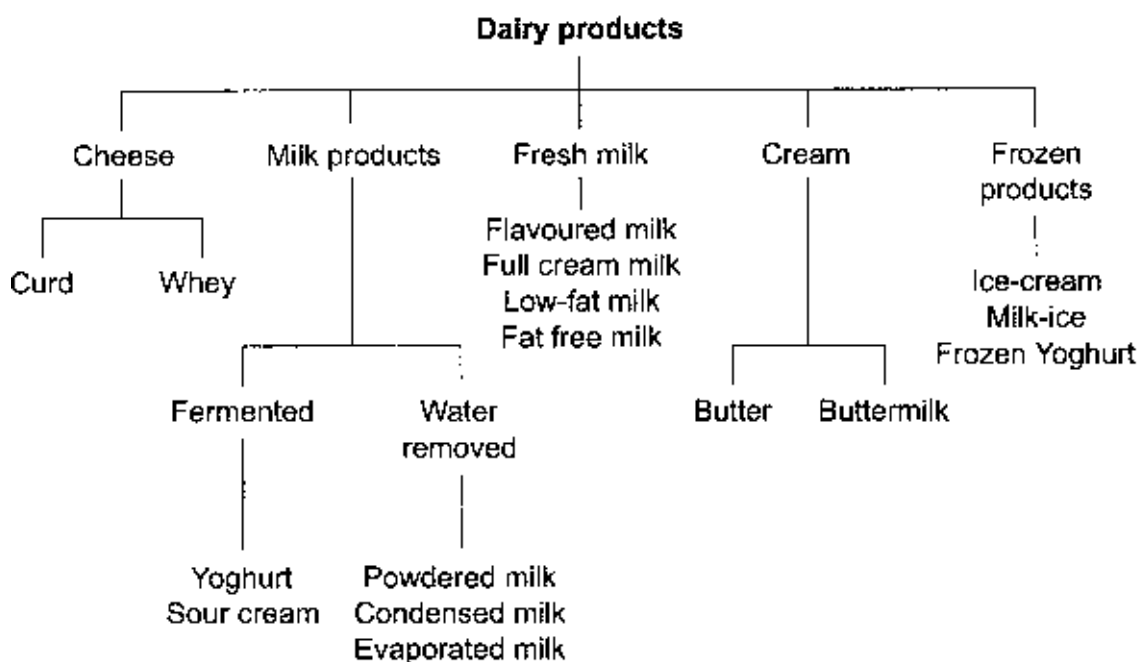 Dairy products
Cheese
Milk products
Fresh milk
Cream
Frozen
products
Curd
Whey
Flavoured milk
Full cream milk
Low-fat milk
Fat free milk
Ice-cream
Milk-ice
Frozen Yoghurt
Fermented
Water
removed
Butter
Buttermilk
Yoghurt
Sour cream
Powdered milk
Condensed milk
Evaporated milk